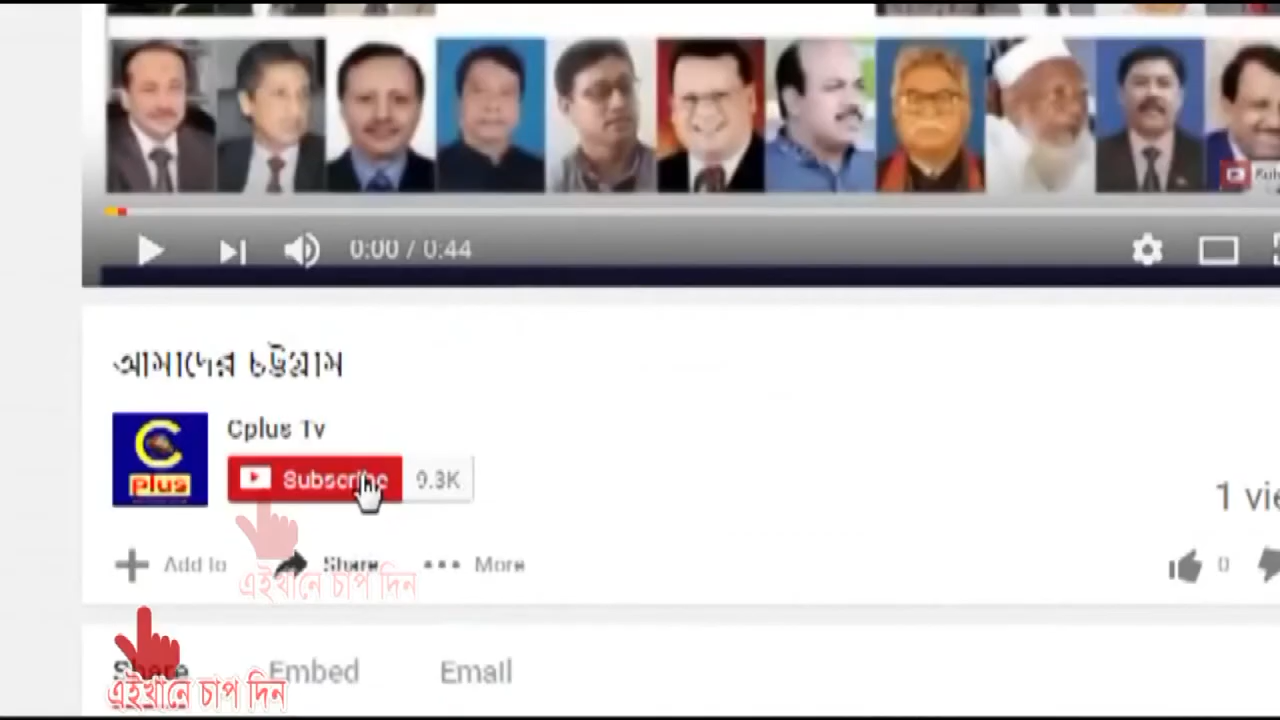 0:00 / 0:44
আমাদের চট্টগ্রাম
C
plus
Cplus Tv
Subscribe 9.3K
1 vie
Add to Share More 0
এইখানে চাপ দিন
Share Embed Email
এইখানে চাপ দিন